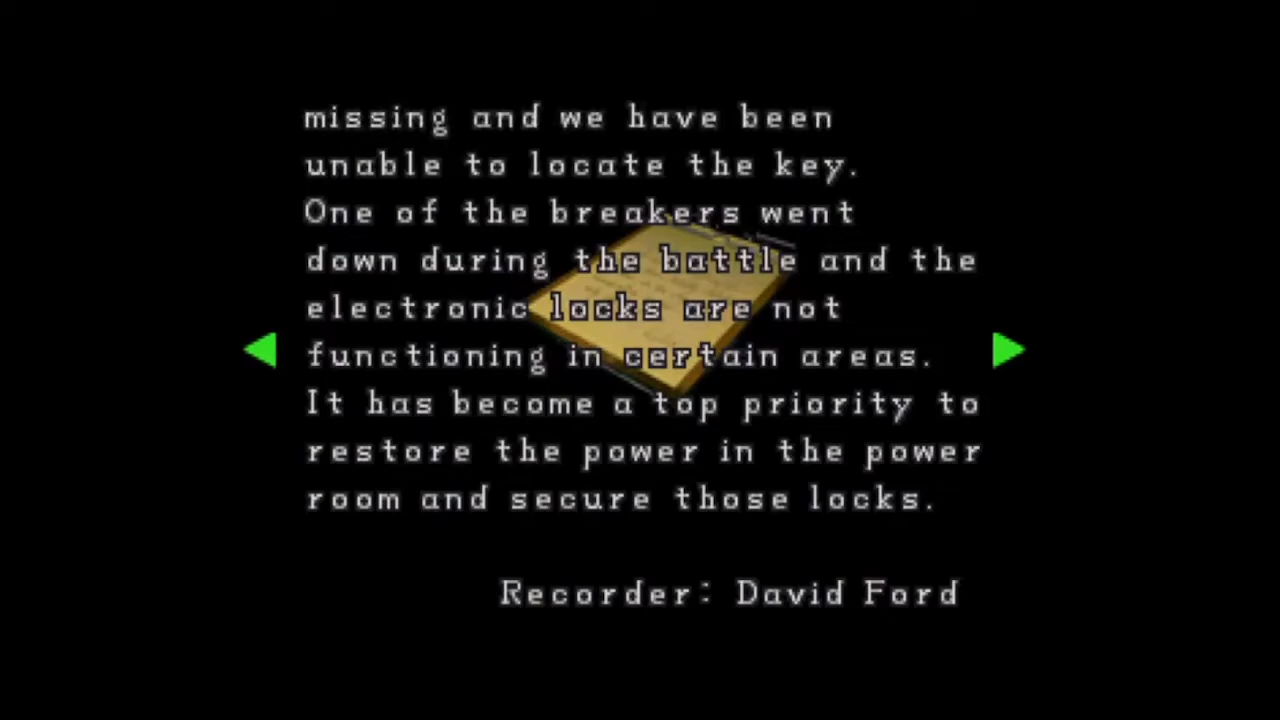 missing and we have been
unable to locate the key.
One of the breakers went
down during the battle and the
electronic locks are not
functioning in certain areas.
It has become a top priority to
restore the power in the power
room and secure those locks.
Recorder: David Ford